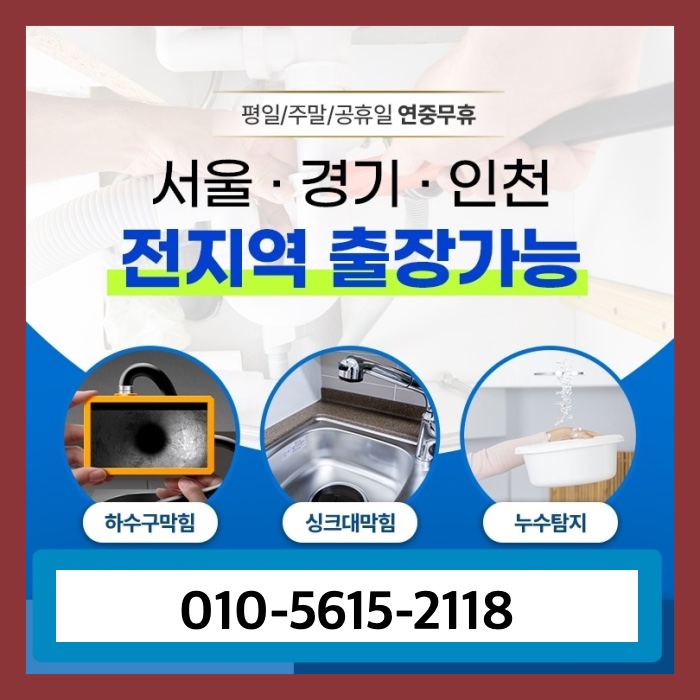 평일/주말/공휴일 연중무휴
서울 · 경기 · 인천
전지역 출장가능
하수구막힘
싱크대막힘
누수탐지
010-5615-2118